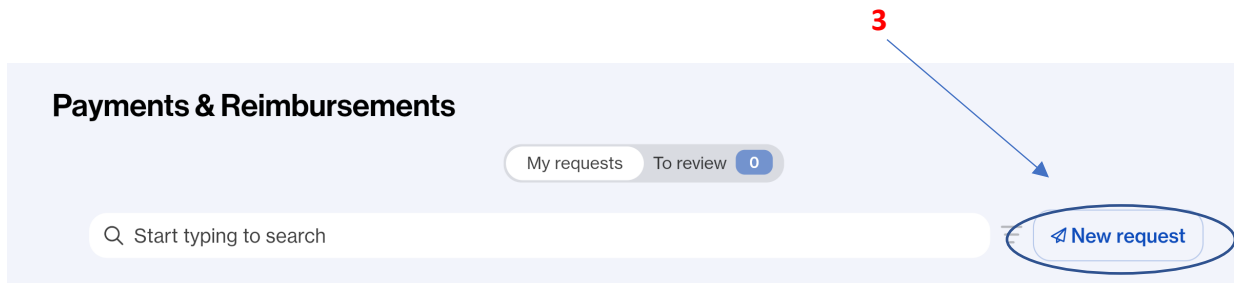 3
Payments & Reimbursements
My requests To review 0
Start typing to search
New request